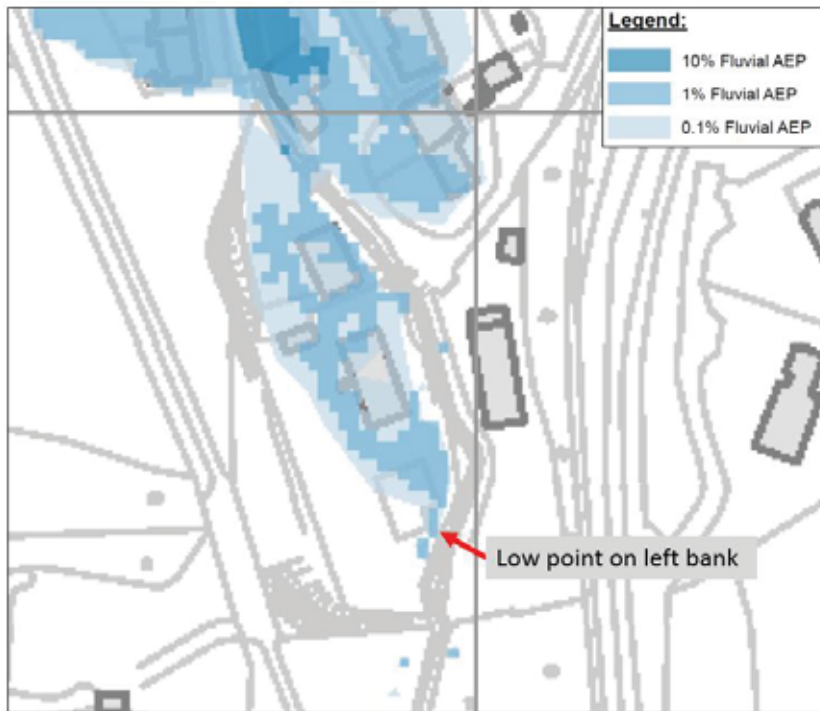 Legend:
10% Fluvial AEP
1% Fluvial AEP
0.1% Fluvial AEP
Low point on left bank